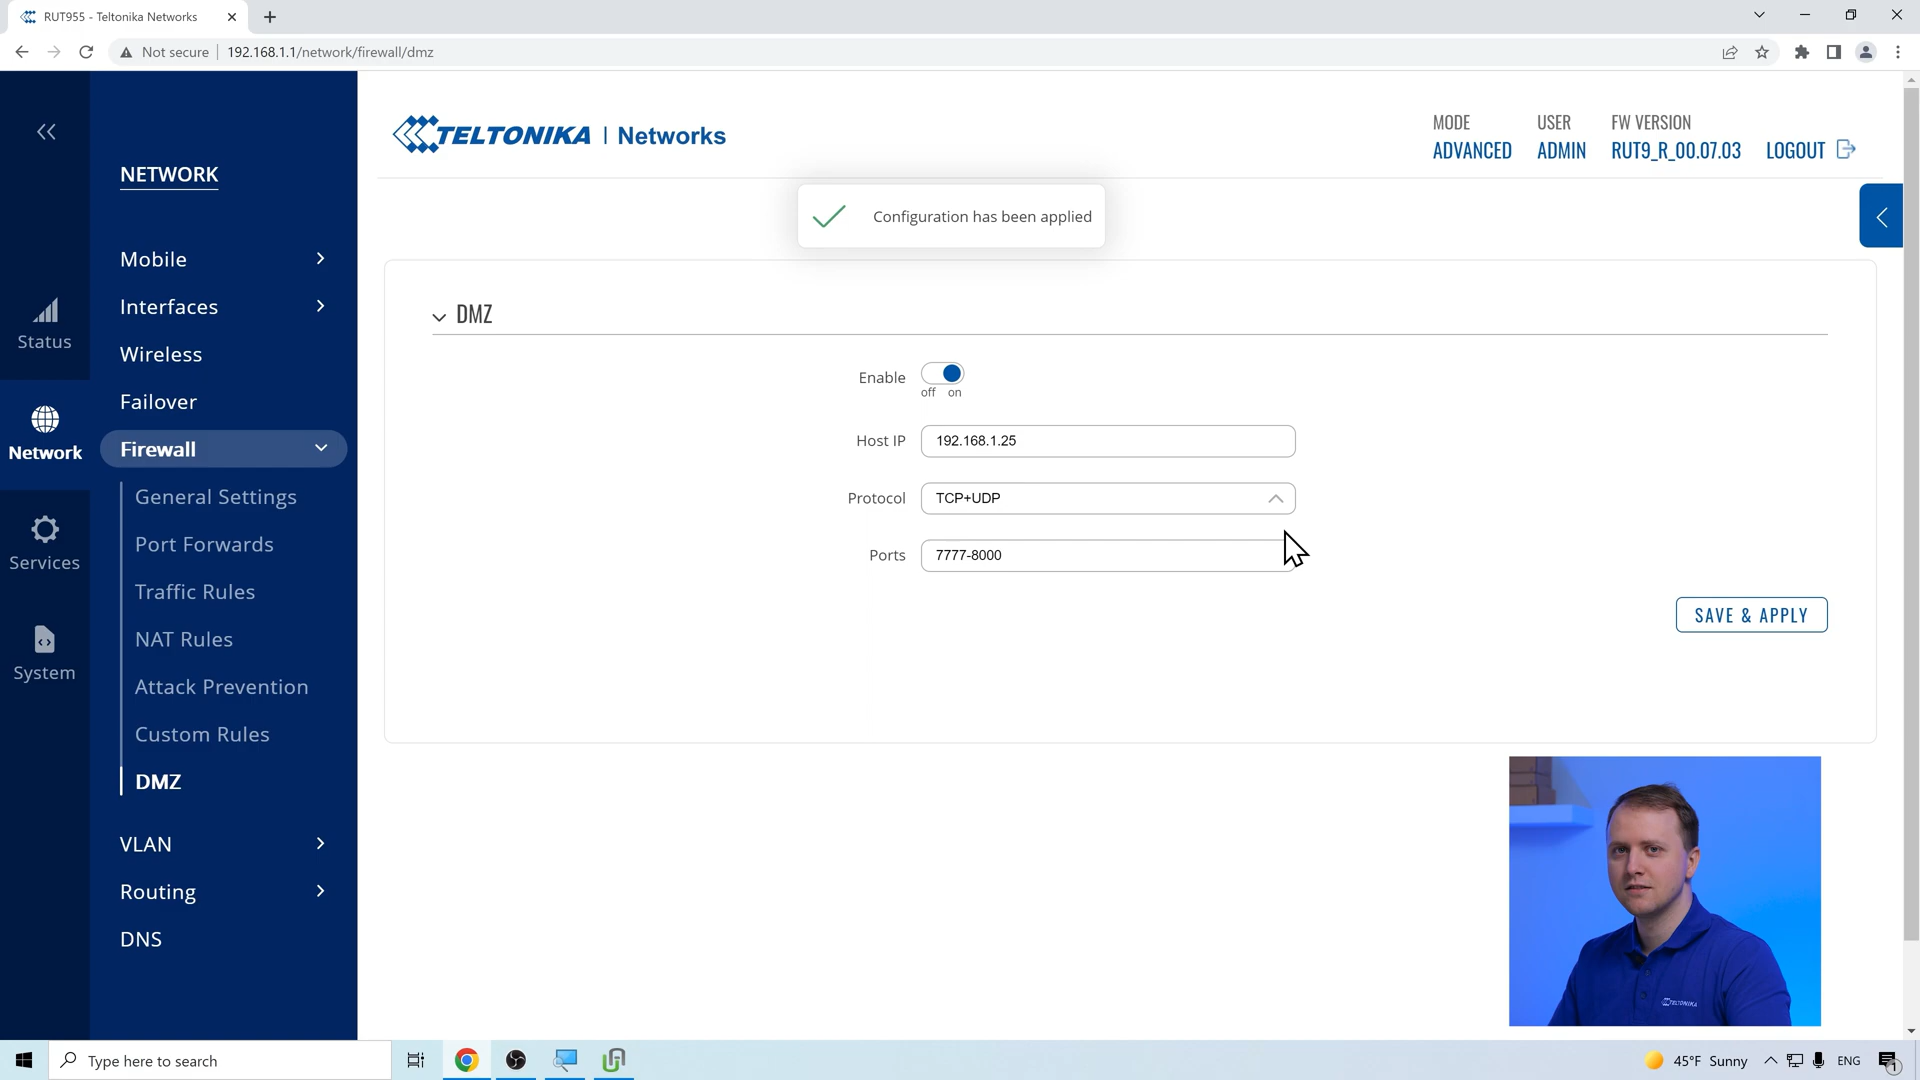 RUT955 - Teltonika Networks
Not secure
192.168.1.1/network/firewall/dmz
TELTONIKA | Networks
MODE
ADVANCED
USER
ADMIN
FW VERSION
RUT9_R_00.07.03
LOGOUT
Configuration has been applied
Status
Network
Services
System
NETWORK
Mobile
Interfaces
Wireless
Failover
Firewall
General Settings
Port Forwards
Traffic Rules
NAT Rules
Attack Prevention
Custom Rules
DMZ
VLAN
Routing
DNS
DMZ
Enable
off on
Host IP 192.168.1.25
Protocol TCP+UDP
Ports 7777-8000
SAVE & APPLY
TELTONIKA
Type here to search
45°F Sunny
ENG
1